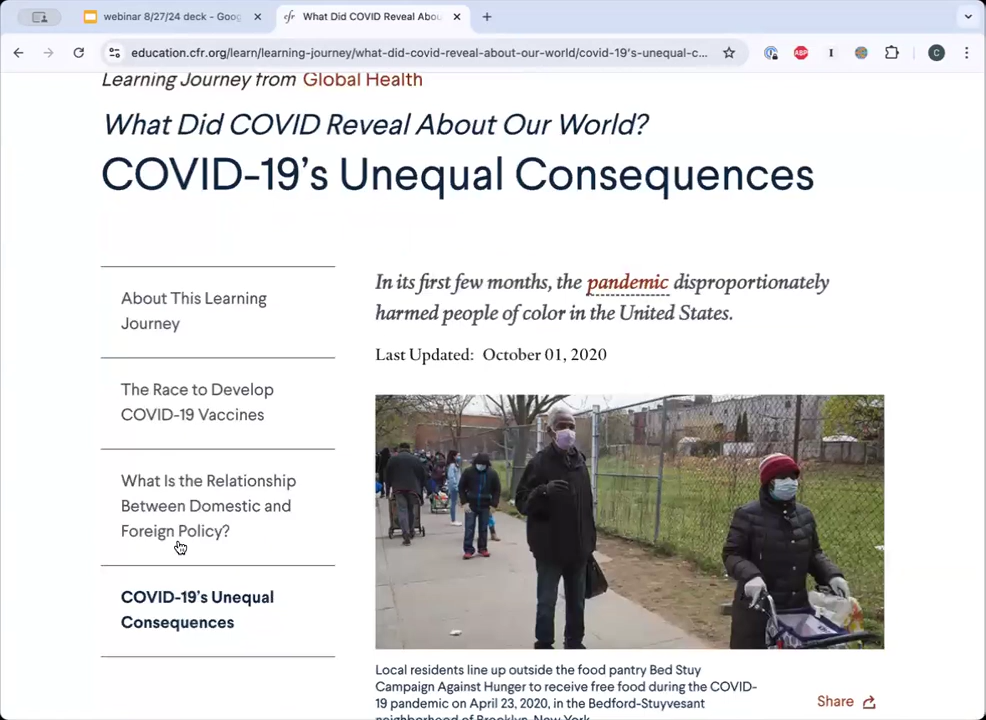 webinar 8/27/24 deck - Goo
What Did COVID Reveal Abou
education.cfr.org/learn/learning-journey/what-did-covid-reveal-about-our-world/covid-19's-unequal-c...
ABP
I
C
Learning Journey from Global Health
What Did COVID Reveal About Our World?
COVID-19’s Unequal Consequences
About This Learning
Journey
The Race to Develop
COVID-19 Vaccines
What Is the Relationship
Between Domestic and
Foreign Policy?
COVID-19’s Unequal
Consequences
In its first few months, the pandemic disproportionately
harmed people of color in the United States.
Last Updated: October 01, 2020
Local residents line up outside the food pantry Bed Stuy
Campaign Against Hunger to receive free food during the COVID-
19 pandemic on April 23, 2020, in the Bedford-Stuyvesant
neighborhood of Brooklyn, New York
Share